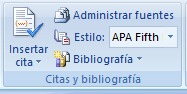 Insertar
cita
Administrar fuentes
Estilo: APA Fifth
Bibliografía
Citas y bibliografía